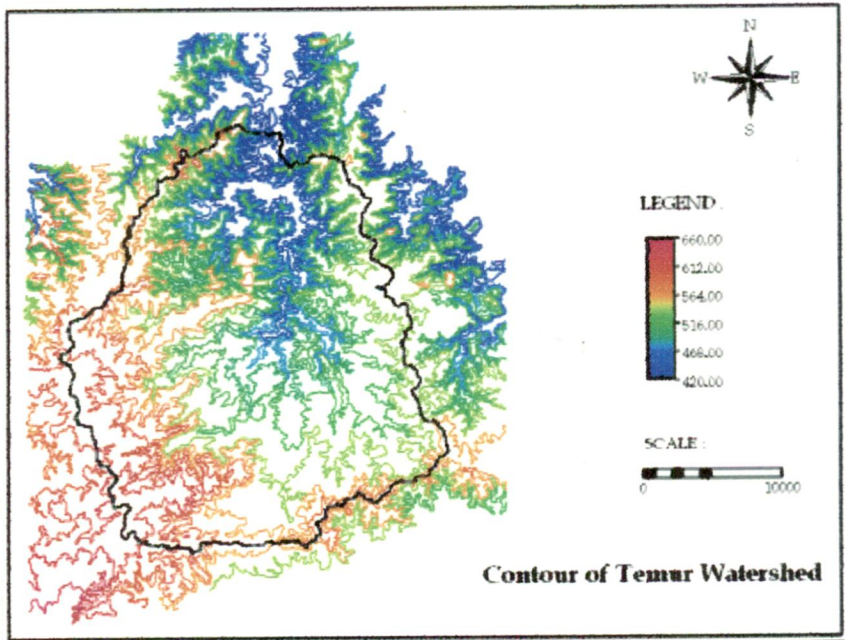 N
W E
S
LEGEND :
660.00
612.00
564.00
516.00
468.00
420.00
SCALE :
0 10000
Contour of Temur Watershed